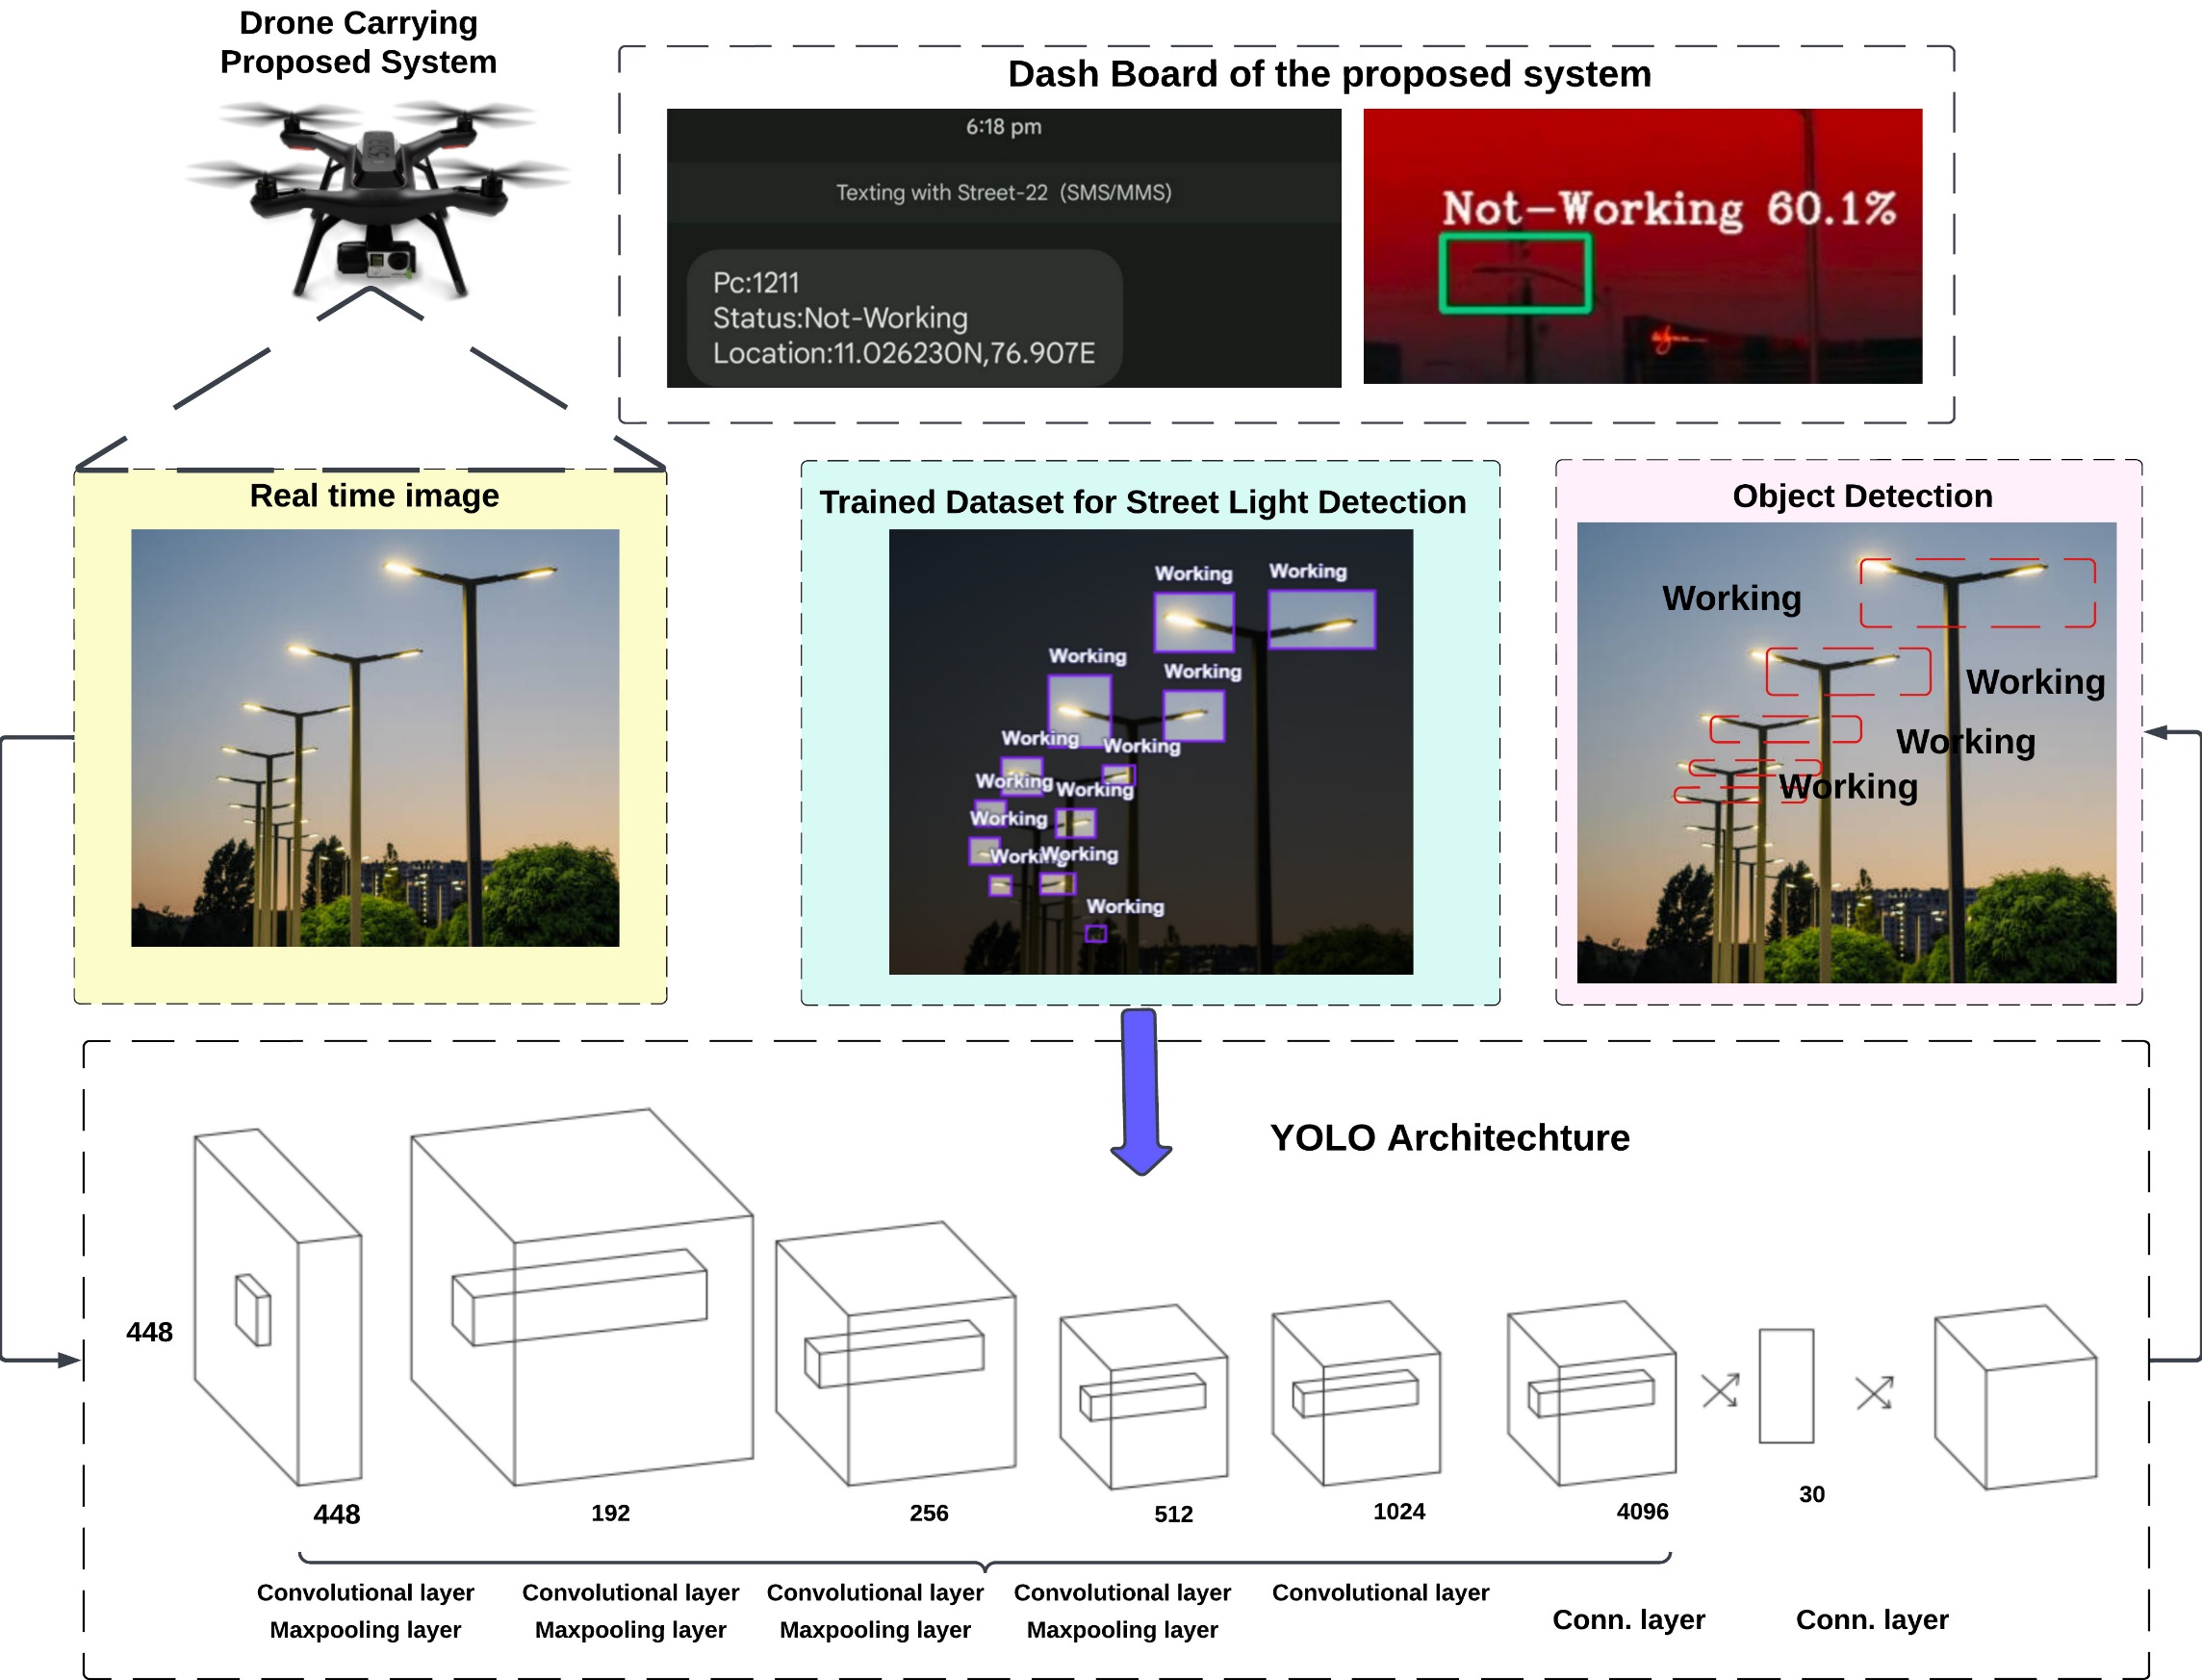 Drone Carrying
Proposed System
Dash Board of the proposed system
6:18 pm
Texting with Street-22 (SMS/MMS)
Pc:1211
Status:Not-Working
Location:11.026230N,76.907E
Not-Working 60.1%
Real time image
Trained Dataset for Street Light Detection
Working
Working
Working
Working
Working
Working
Working
Working
Working
Working
Working
Working
Object Detection
Working
Working
Working
Working
YOLO Architechture
448
448
192
256
512
1024
4096
30
Convolutional layer
Maxpooling layer
Convolutional layer
Maxpooling layer
Convolutional layer
Maxpooling layer
Convolutional layer
Maxpooling layer
Convolutional layer
Conn. layer
Conn. layer